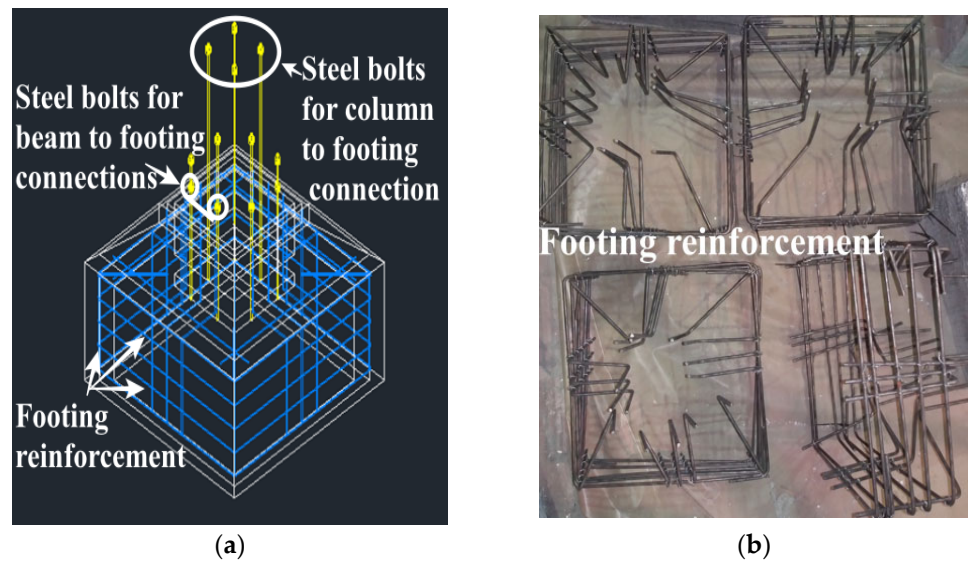 Steel bolts for
beam to footing
connections
Steel bolts
for column
to footing
connection
Footing
reinforcement
Footing reinforcement
(a)
(b)